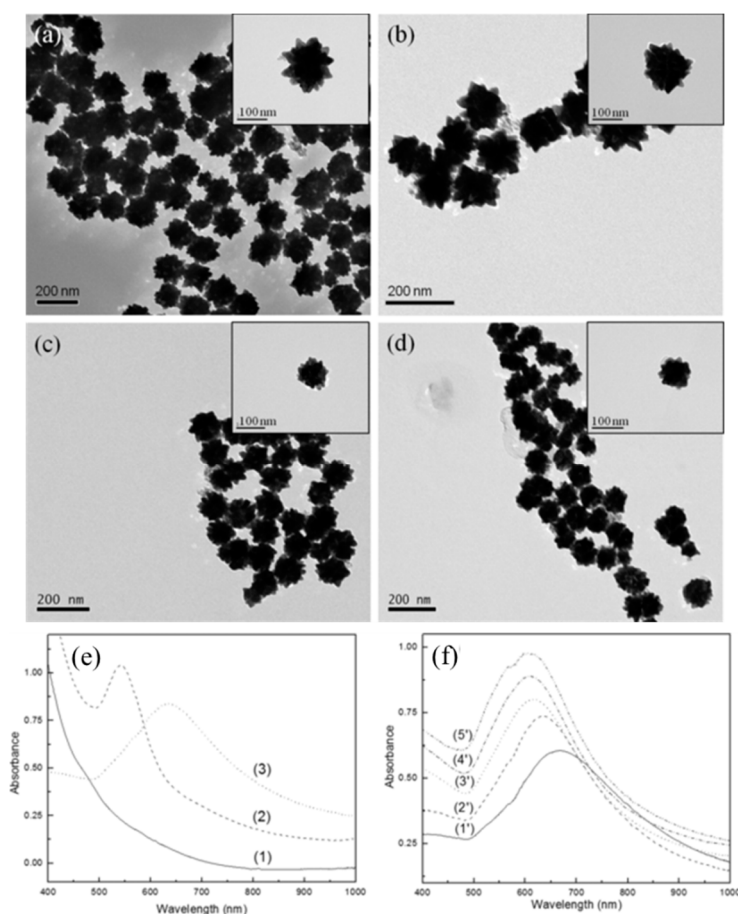 (a)
100 nm
200 nm
(b)
100 nm
200 nm
(c)
100 nm
200 nm
(d)
100 nm
200 nm
(e)
Absorbance
1.00
0.75
0.50
0.25
0.00
(3)
(2)
(1)
400 500 600 700 800 900 1000
Wavelength (nm)
(f)
Absorbance
1.00
0.75
0.50
0.25
(5')
(4')
(3')
(2')
(1')
400 500 600 700 800 900 1000
Wavelength (nm)